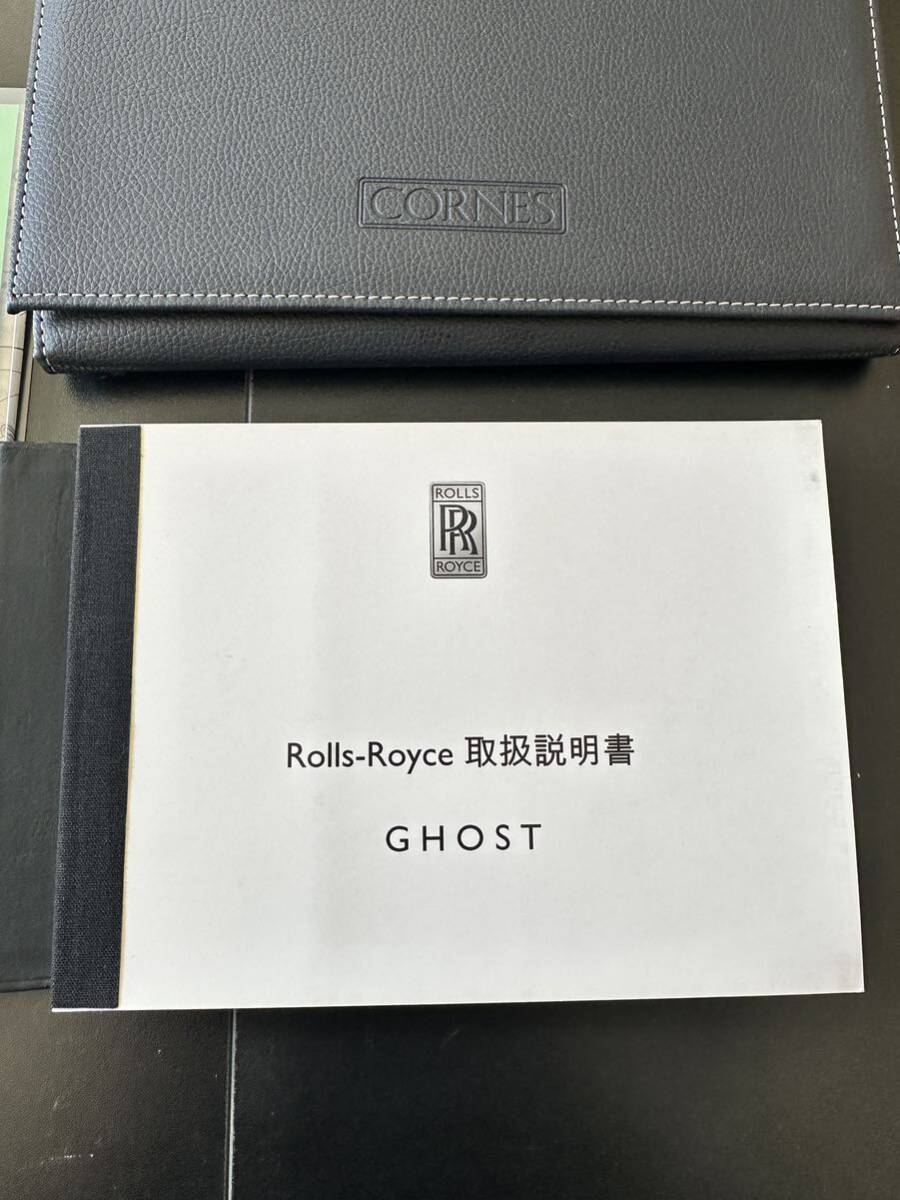 CORNES
ROLLS
RR
ROYCE
Rolls-Royce 取扱説明書
GHOST